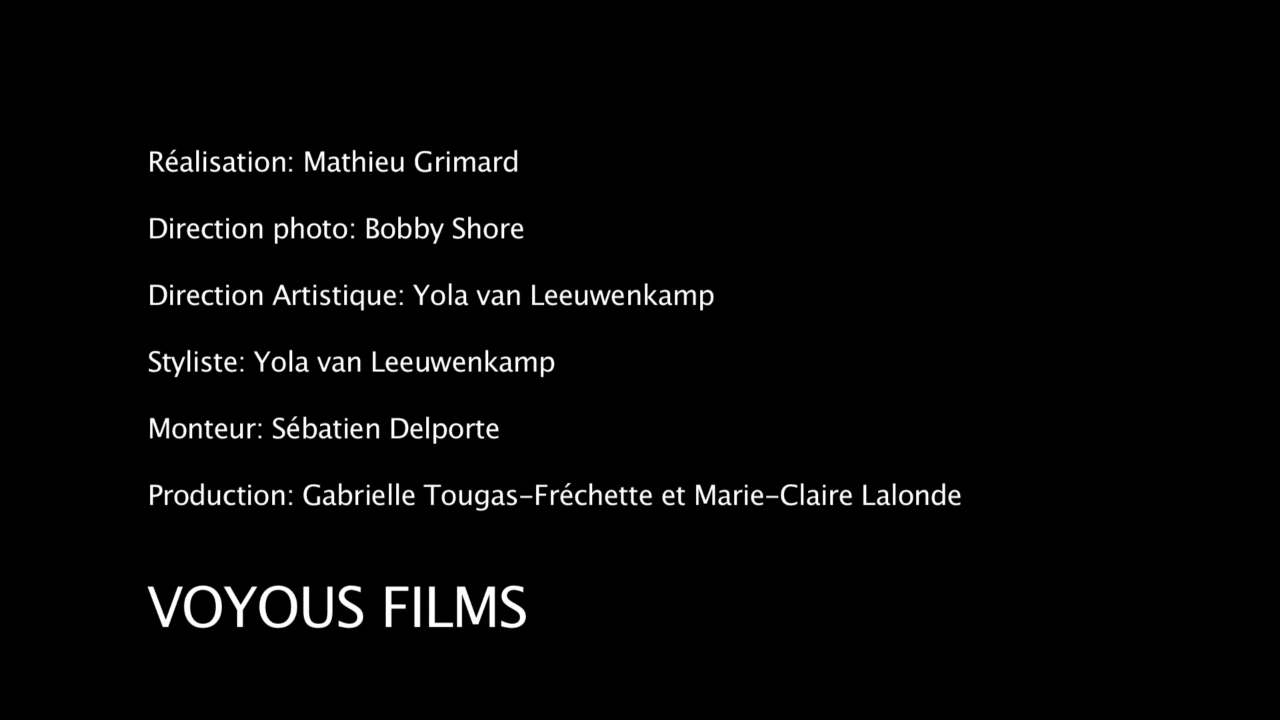 Réalisation: Mathieu Grimard
Direction photo: Bobby Shore
Direction Artistique: Yola van Leeuwenkamp
Styliste: Yola van Leeuwenkamp
Monteur: Sébatien Delporte
Production: Gabrielle Tougas-Fréchette et Marie-Claire Lalonde
VOYOUS FILMS